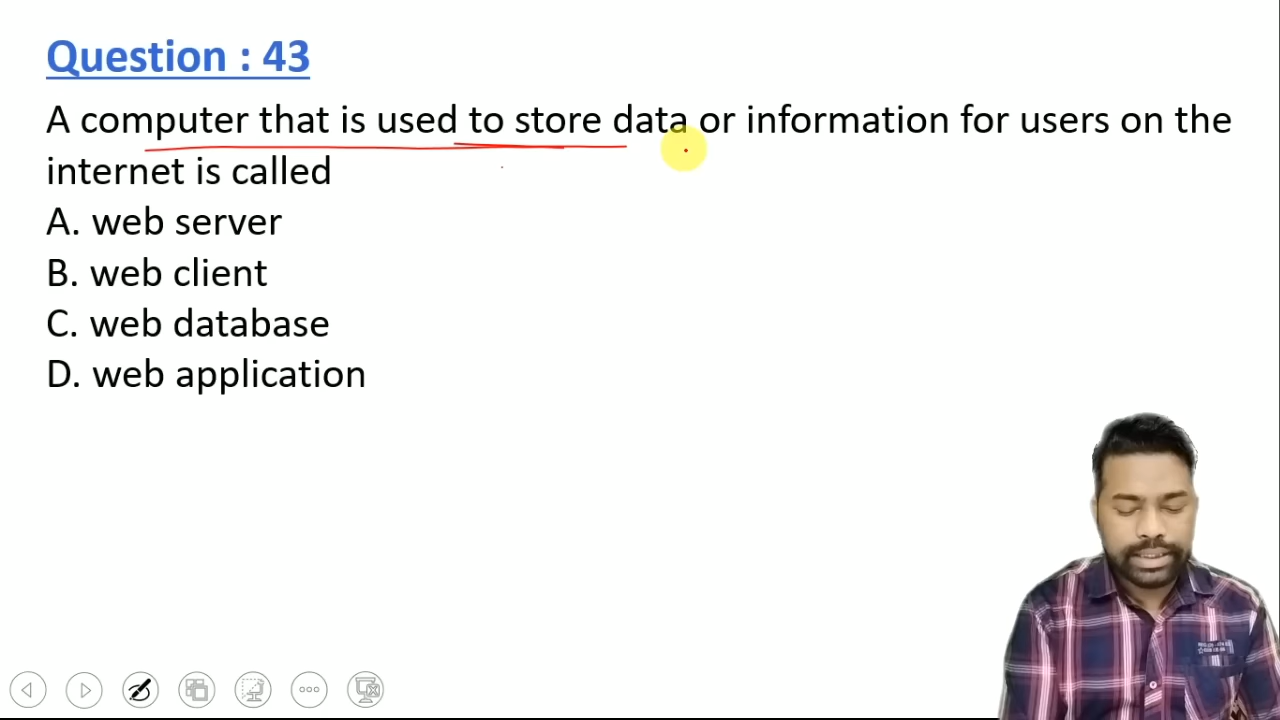 Question : 43
A computer that is used to store data or information for users on the
internet is called
A. web server
B. web client
C. web database
D. web application